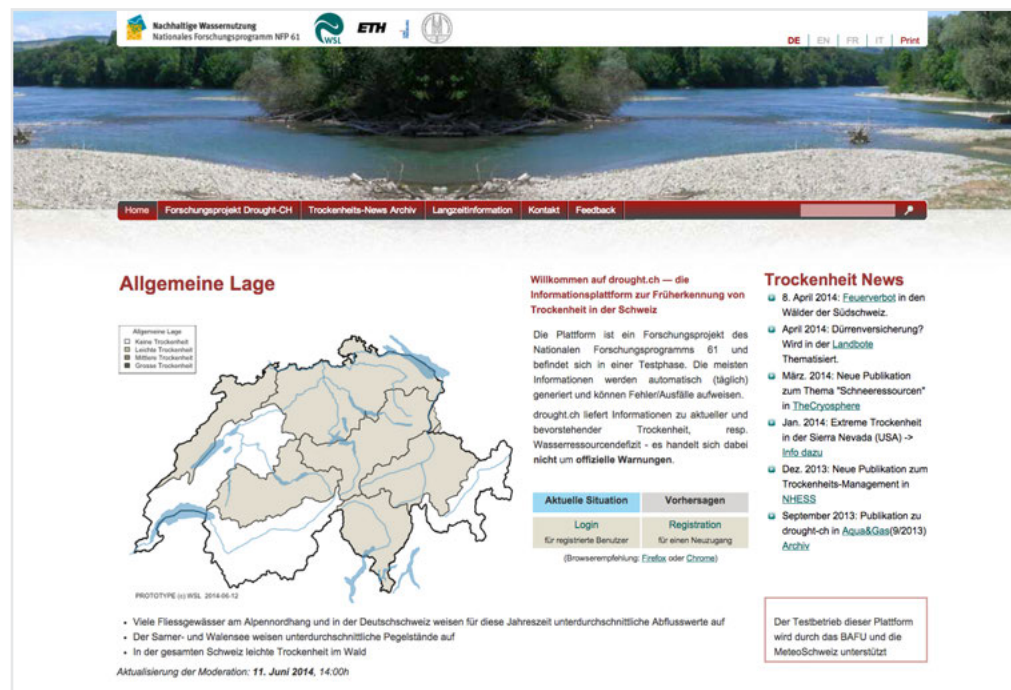 Nachhaltige Wassernutzung
Nationales Forschungsprogramm NFP 61
WSL
ETH
DE | EN | FR | IT | Print
Home
Forschungsprojekt Drought-CH
Trockenheits-News Archiv
Langzeitinformation
Kontakt
Feedback
Allgemeine Lage
Allgemeine Lage
Keine Trockenheit
Leichte Trockenheit
Mittlere Trockenheit
Grosse Trockenheit
PROTOTYPE (c) WSL 2014-06-12
• Viele Fliessgewässer am Alpennordhang und in der Deutschschweiz weisen für diese Jahreszeit unterdurchschnittliche Abflusswerte auf
• Der Sarner- und Walensee weisen unterdurchschnittliche Pegelstände auf
• In der gesamten Schweiz leichte Trockenheit im Wald
Aktualisierung der Moderation: 11. Juni 2014, 14:00h
Willkommen auf drought.ch — die
Informationsplattform zur Früherkennung von
Trockenheit in der Schweiz
Die Plattform ist ein Forschungsprojekt des
Nationalen Forschungsprogramms 61 und
befindet sich in einer Testphase. Die meisten
Informationen werden automatisch (täglich)
generiert und können Fehler/Ausfälle aufweisen.
drought.ch liefert Informationen zu aktueller und
bevorstehender Trockenheit, resp.
Wasserressourcendefizit - es handelt sich dabei
nicht um offizielle Warnungen.
Aktuelle Situation
Vorhersagen
Login
für registrierte Benutzer
Registration
für einen Neuzugang
(Browserempfehlung: Firefox oder Chrome)
Trockenheit News
8. April 2014: Feuerverbot in den
Wälder der Südschweiz.
April 2014: Dürrenversicherung?
Wird in der Landbote
Thematisiert.
März. 2014: Neue Publikation
zum Thema "Schneeressourcen"
in TheCryosphere
Jan. 2014: Extreme Trockenheit
in der Sierra Nevada (USA) ->
Info dazu
Dez. 2013: Neue Publikation zum
Trockenheits-Management in
NHESS
September 2013: Publikation zu
drought-ch in Aqua&Gas(9/2013)
Archiv
Der Testbetrieb dieser Plattform
wird durch das BAFU und die
MeteoSchweiz unterstützt